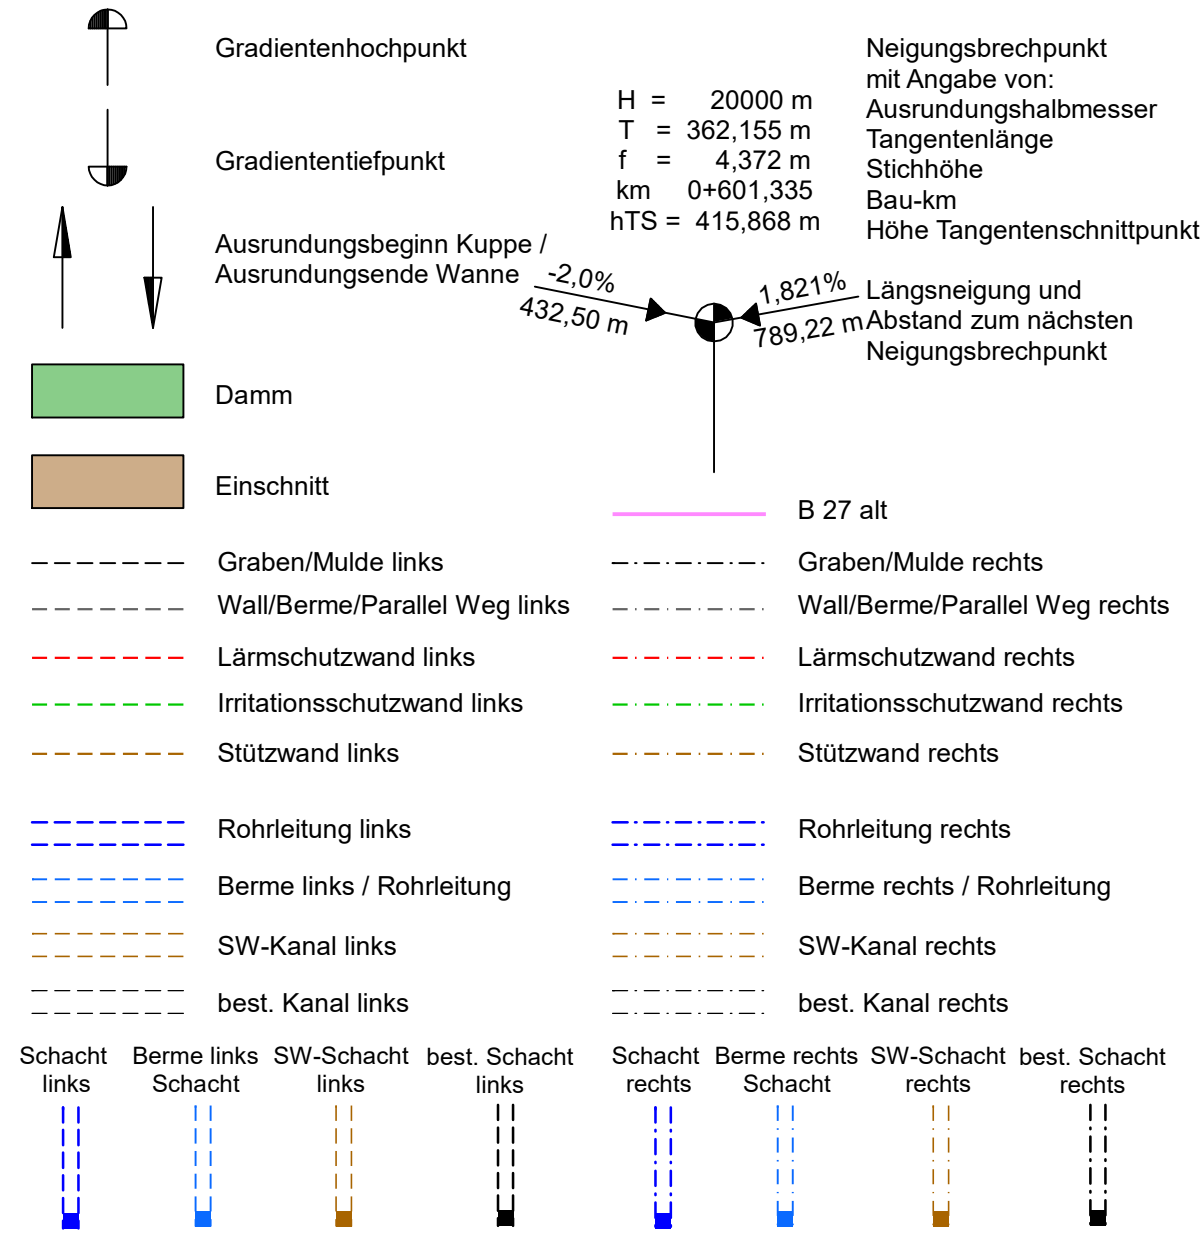 Gradientenhochpunkt
Gradiententiefpunkt
Ausrundungsbeginn Kuppe /
Ausrundungsende Wanne
Damm
Einschnitt
H = 20000 m
T = 362,155 m
f = 4,372 m
km 0+601,335
hTS = 415,868 m
Neigungsbrechpunkt
mit Angabe von:
Ausrundungshalbmesser
Tangentenlänge
Stichhöhe
Bau-km
Höhe Tangentenschnittpunkt
-2,0%
432,50 m
1,821%
789,22 m
Längsneigung und
Abstand zum nächsten
Neigungsbrechpunkt
B 27 alt
Graben/Mulde links
Graben/Mulde rechts
Wall/Berme/Parallel Weg links
Wall/Berme/Parallel Weg rechts
Lärmschutzwand links
Lärmschutzwand rechts
Irritationsschutzwand links
Irritationsschutzwand rechts
Stützwand links
Stützwand rechts
Rohrleitung links
Rohrleitung rechts
Berme links / Rohrleitung
Berme rechts / Rohrleitung
SW-Kanal links
SW-Kanal rechts
best. Kanal links
best. Kanal rechts
Schacht
links
Berme links
Schacht
SW-Schacht
links
best. Schacht
links
Schacht
rechts
Berme rechts
Schacht
SW-Schacht
rechts
best. Schacht
rechts